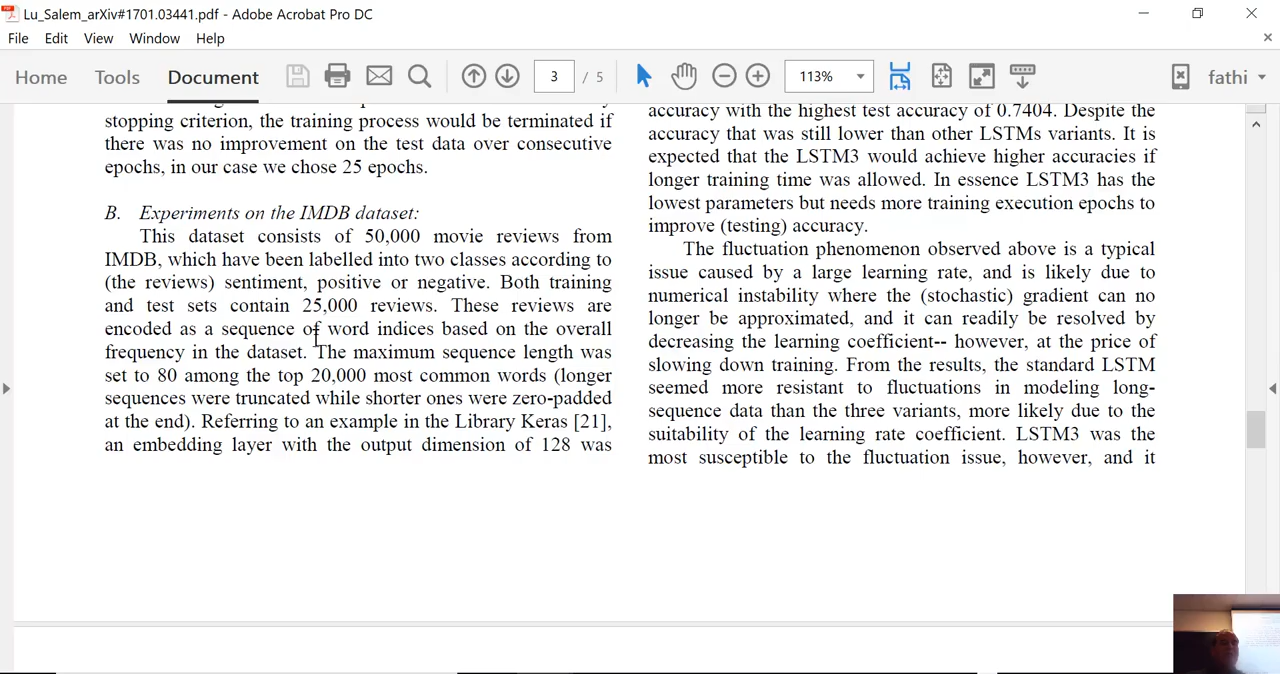 Lu_Salem_arXiv#1701.03441.pdf - Adobe Acrobat Pro DC
File Edit View Window Help
Home Tools Document 3 / 5 113% fathi
stopping criterion, the training process would be terminated if
there was no improvement on the test data over consecutive
epochs, in our case we chose 25 epochs.
B. Experiments on the IMDB dataset:
This dataset consists of 50,000 movie reviews from
IMDB, which have been labelled into two classes according to
(the reviews) sentiment, positive or negative. Both training
and test sets contain 25,000 reviews. These reviews are
encoded as a sequence of word indices based on the overall
frequency in the dataset. The maximum sequence length was
set to 80 among the top 20,000 most common words (longer
sequences were truncated while shorter ones were zero-padded
at the end). Referring to an example in the Library Keras [21],
an embedding layer with the output dimension of 128 was
accuracy with the highest test accuracy of 0.7404. Despite the
accuracy that was still lower than other LSTMs variants. It is
expected that the LSTM3 would achieve higher accuracies if
longer training time was allowed. In essence LSTM3 has the
lowest parameters but needs more training execution epochs to
improve (testing) accuracy.
The fluctuation phenomenon observed above is a typical
issue caused by a large learning rate, and is likely due to
numerical instability where the (stochastic) gradient can no
longer be approximated, and it can readily be resolved by
decreasing the learning coefficient-- however, at the price of
slowing down training. From the results, the standard LSTM
seemed more resistant to fluctuations in modeling long-
sequence data than the three variants, more likely due to the
suitability of the learning rate coefficient. LSTM3 was the
most susceptible to the fluctuation issue, however, and it